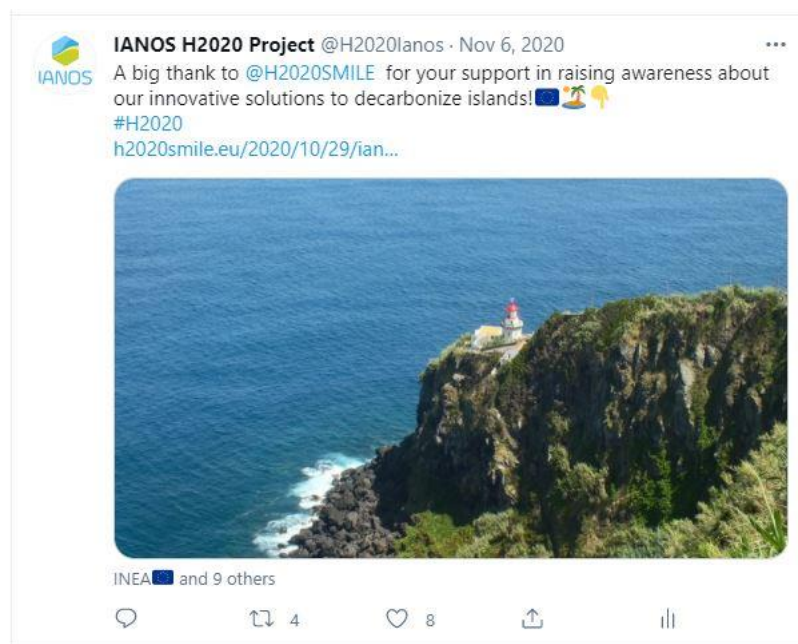 IANOS H2020 Project @H2020Ianos · Nov 6, 2020
IANOS
A big thank to @H2020SMILE for your support in raising awareness about
our innovative solutions to decarbonize islands!🇪🇺🏝️👇
#H2020
h2020smile.eu/2020/10/29/ian...
INEA🇪🇺 and 9 others
4
8